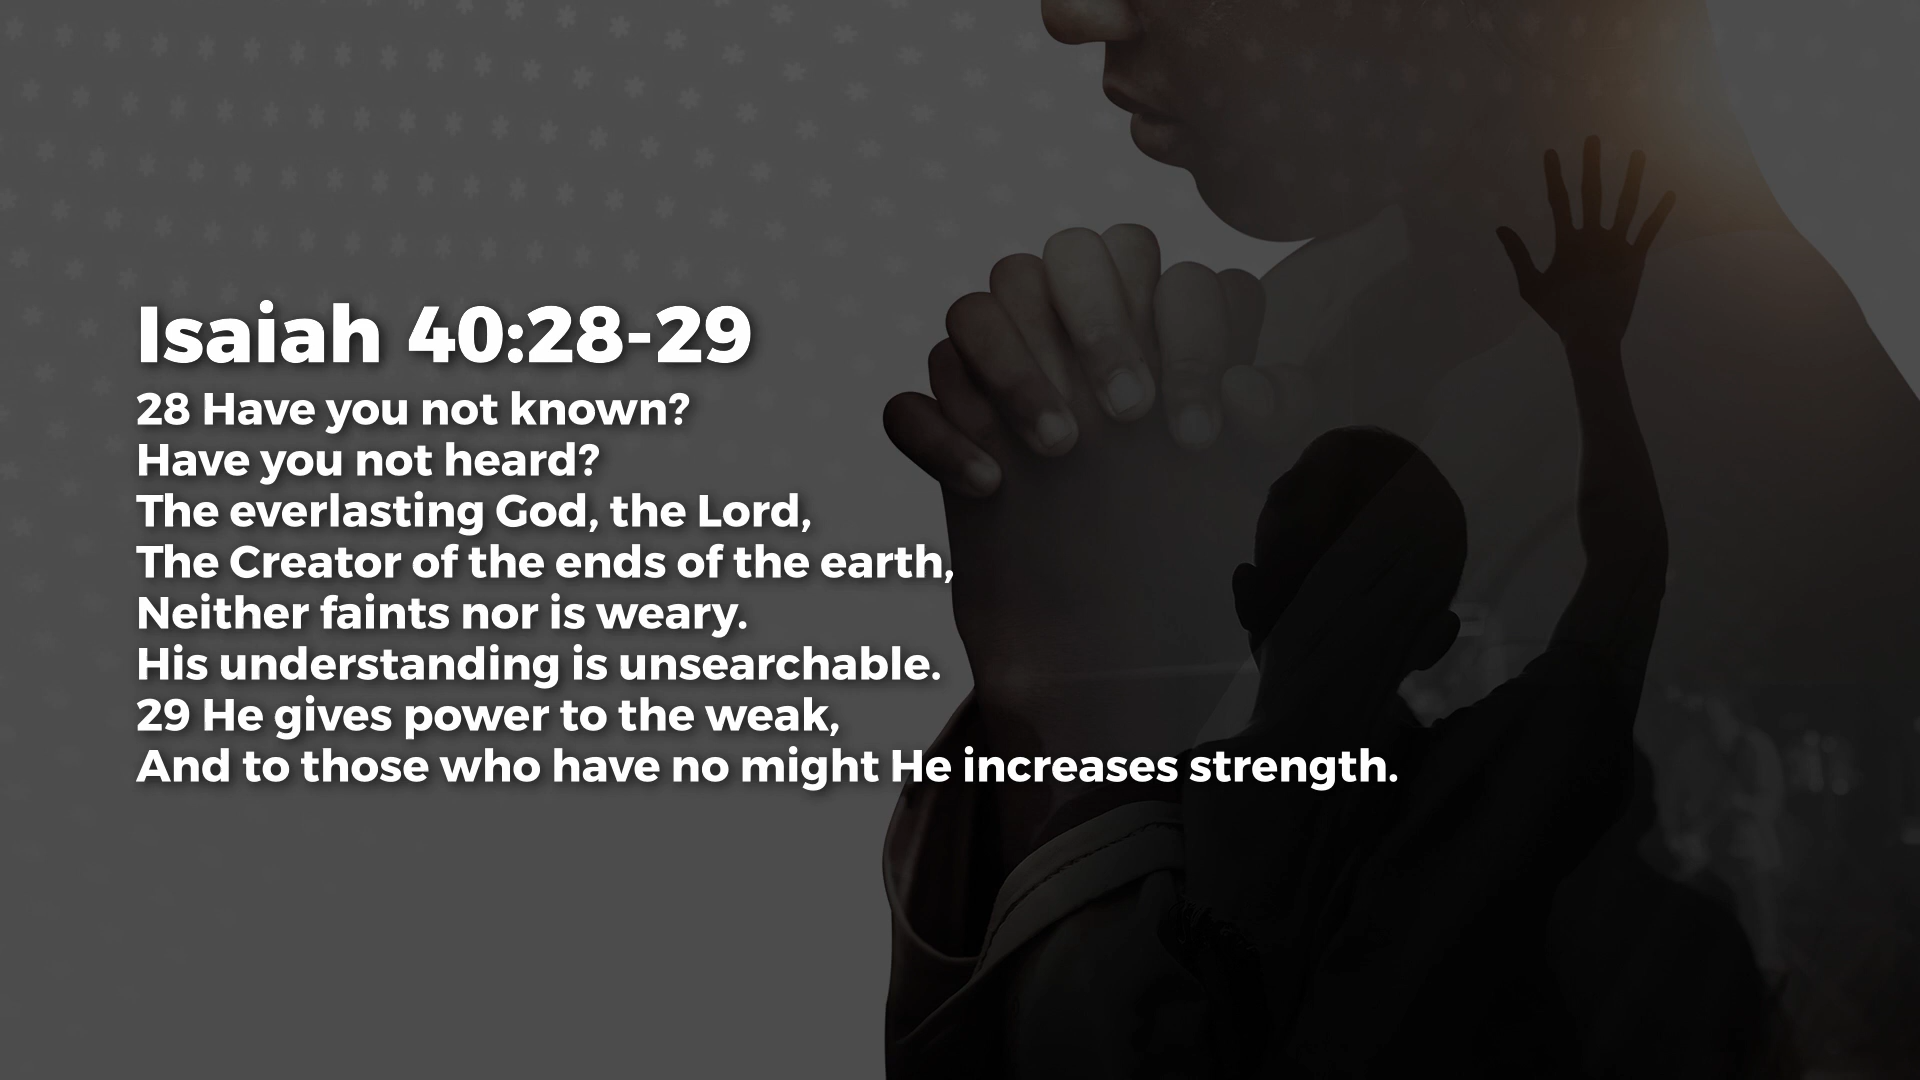 Isaiah 40:28-29
28 Have you not known?
Have you not heard?
The everlasting God, the Lord,
The Creator of the ends of the earth,
Neither faints nor is weary.
His understanding is unsearchable.
29 He gives power to the weak,
And to those who have no might He increases strength.